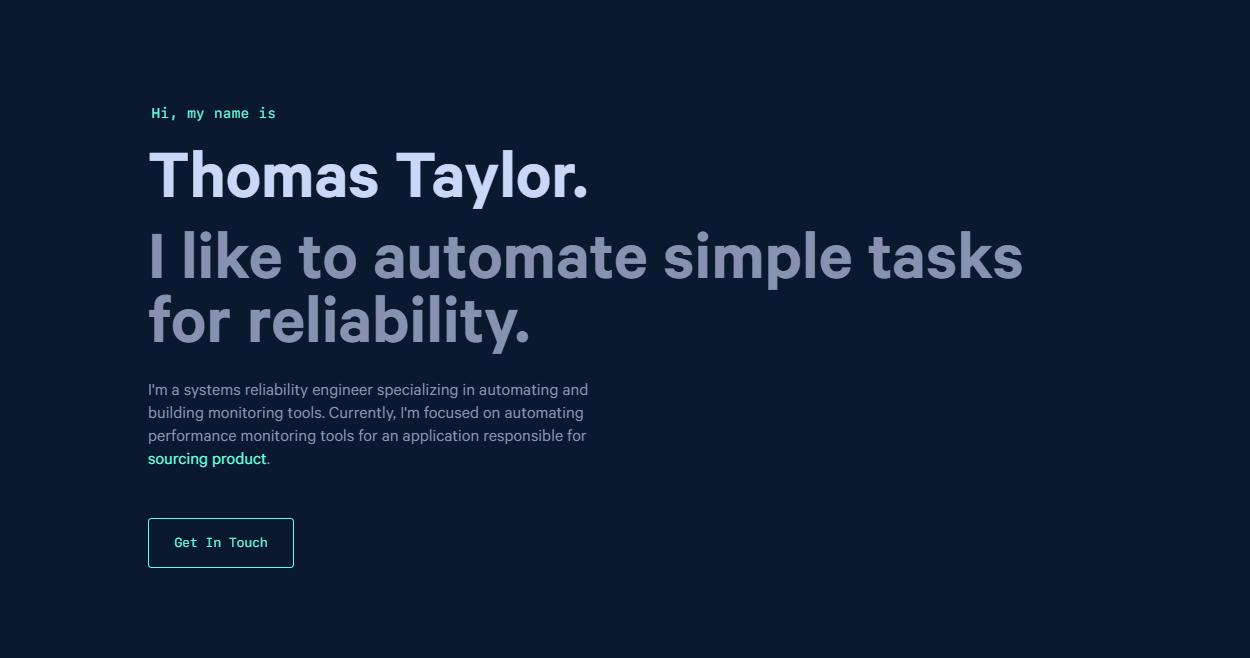 Hi, my name is
Thomas Taylor.
I like to automate simple tasks
for reliability.
I'm a systems reliability engineer specializing in automating and
building monitoring tools. Currently, I'm focused on automating
performance monitoring tools for an application responsible for
sourcing product.
Get In Touch